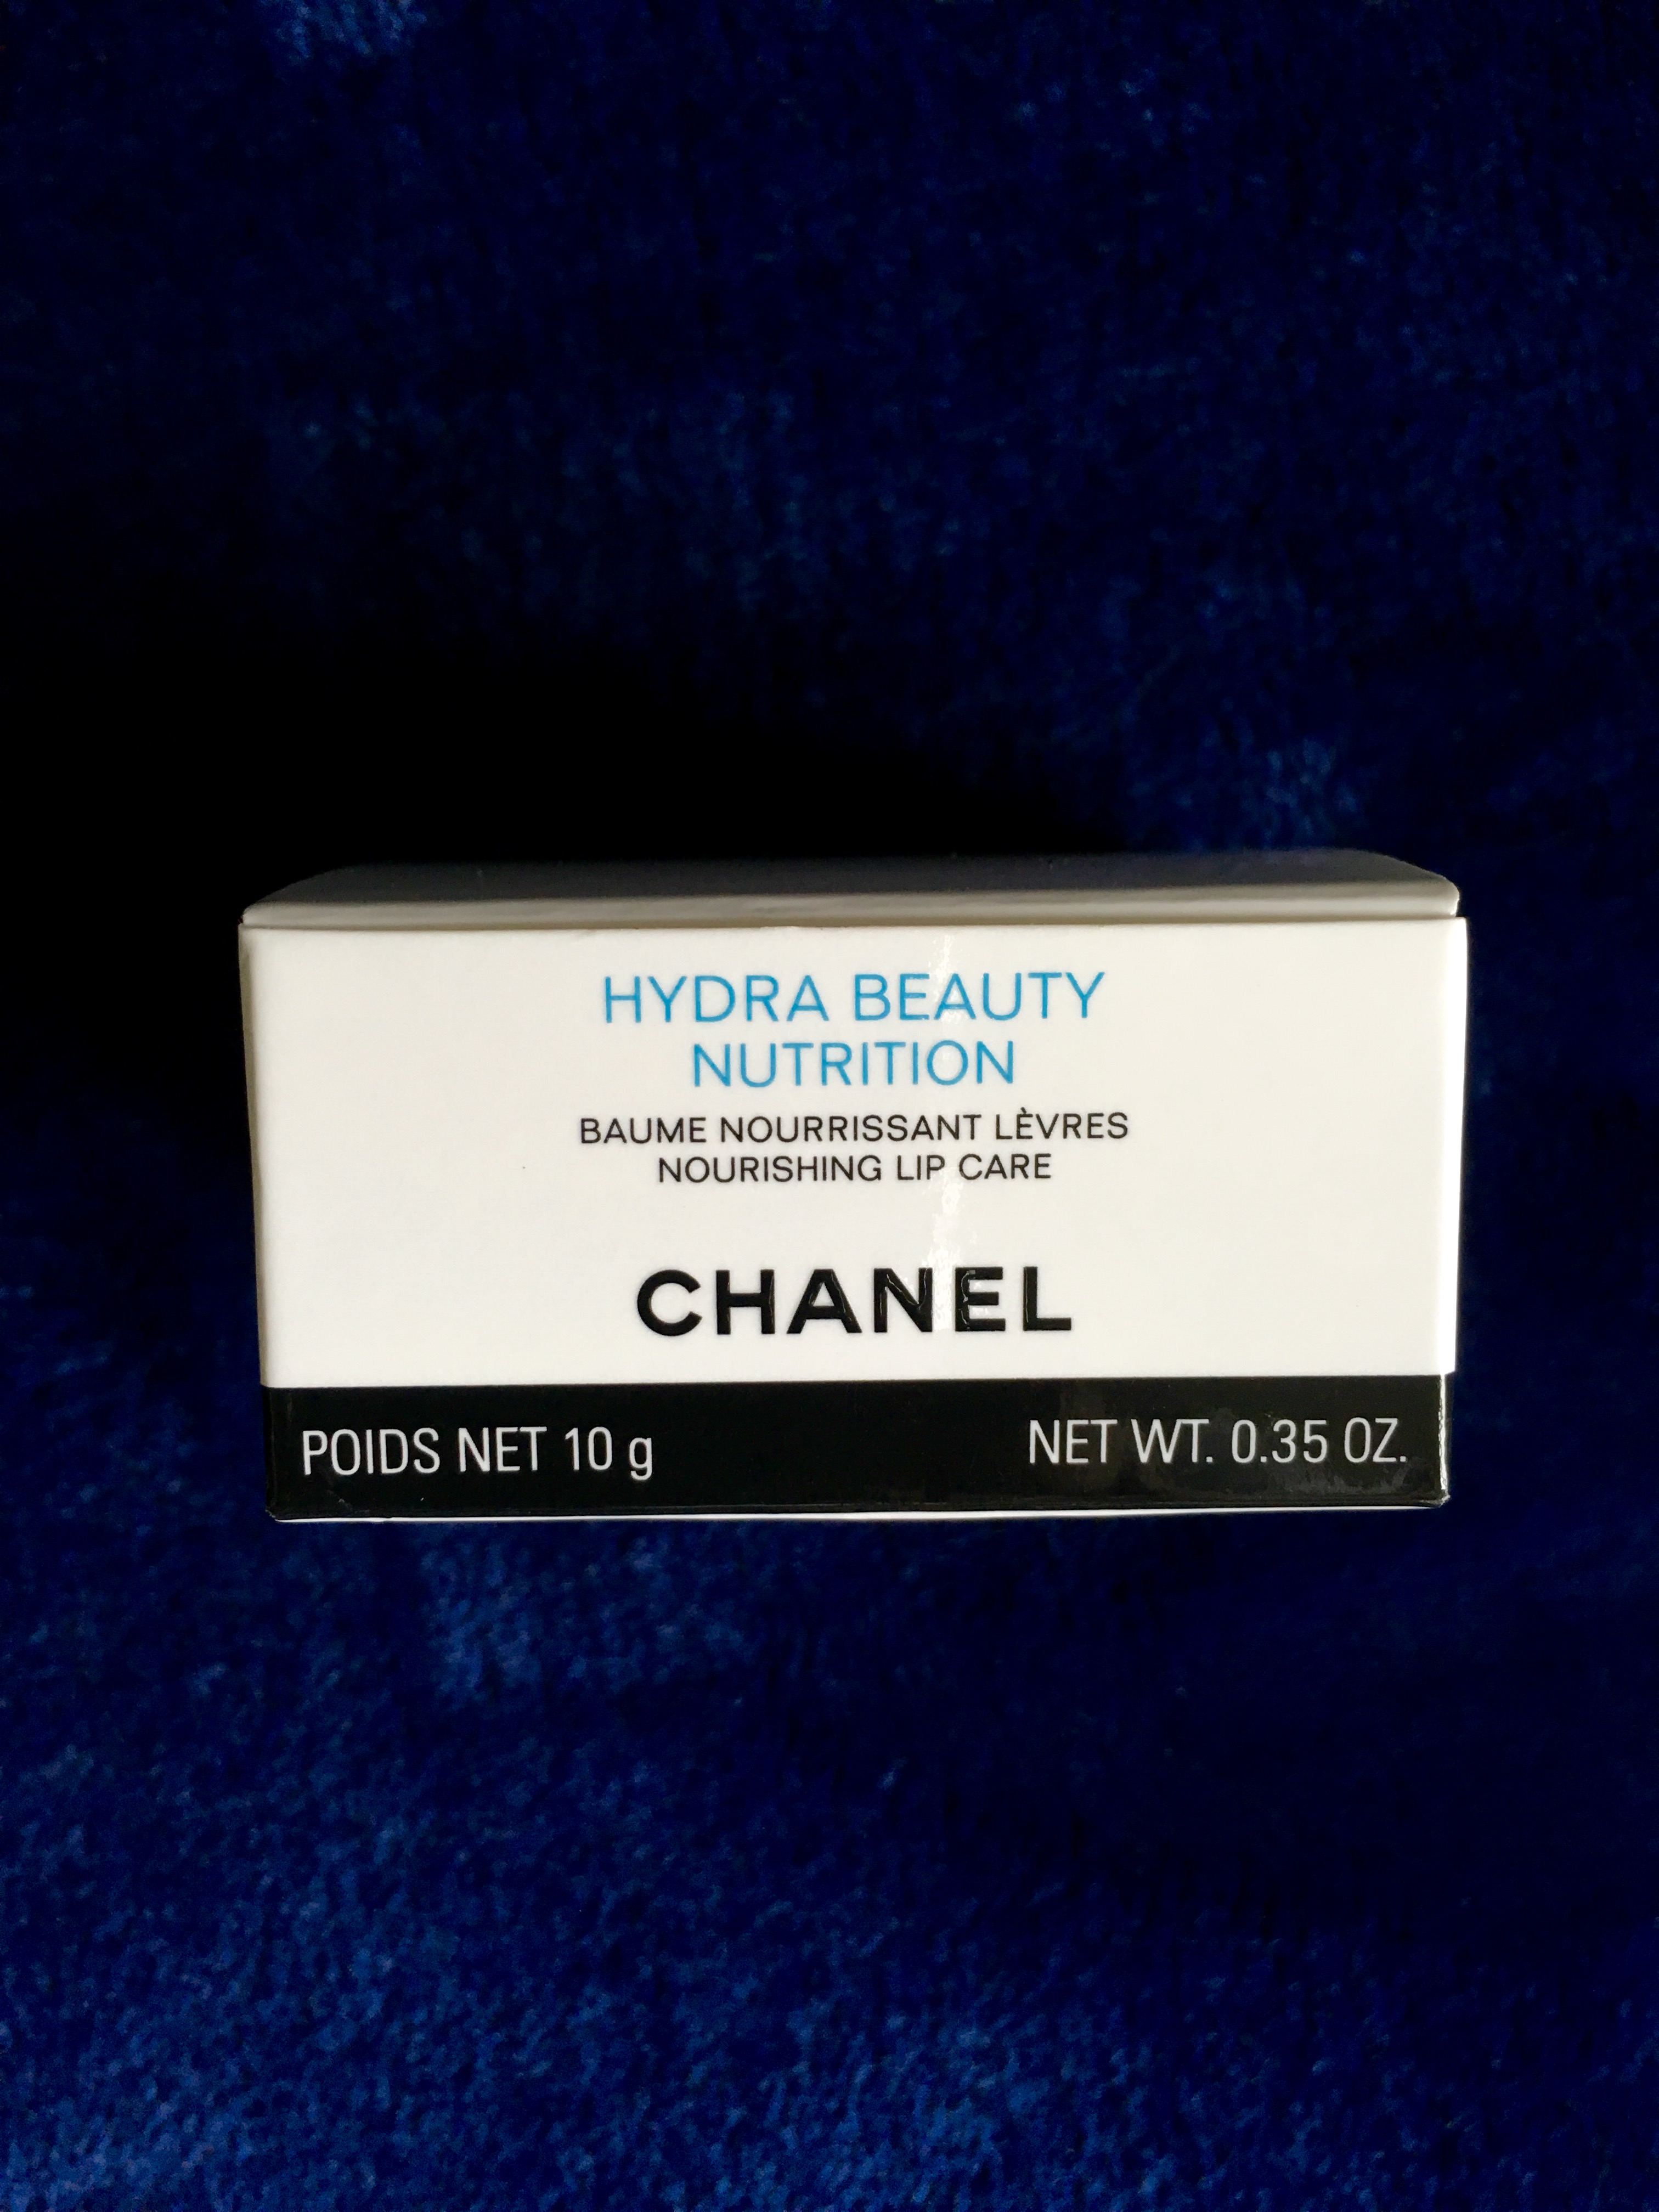 HYDRA BEAUTY
NUTRITION
BAUME NOURRISSANT LÈVRES
NOURISHING LIP CARE
CHANEL
POIDS NET 10 g NET WT. 0.35 OZ.